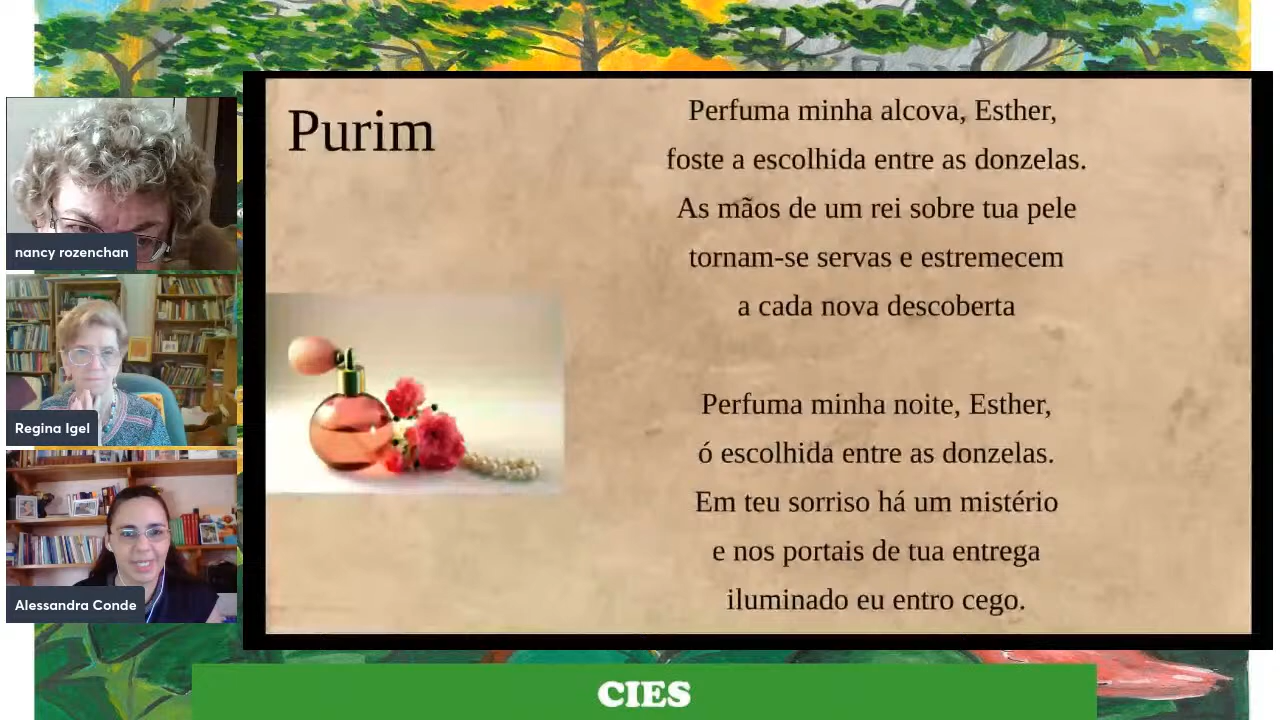 nancy rozenchan
Regina Igel
Alessandra Conde
Purim
Perfuma minha alcova, Esther,
foste a escolhida entre as donzelas.
As mãos de um rei sobre tua pele
tornam-se servas e estremecem
a cada nova descoberta
Perfuma minha noite, Esther,
ó escolhida entre as donzelas.
Em teu sorriso há um mistério
e nos portais de tua entrega
iluminado eu entro cego.
CIES